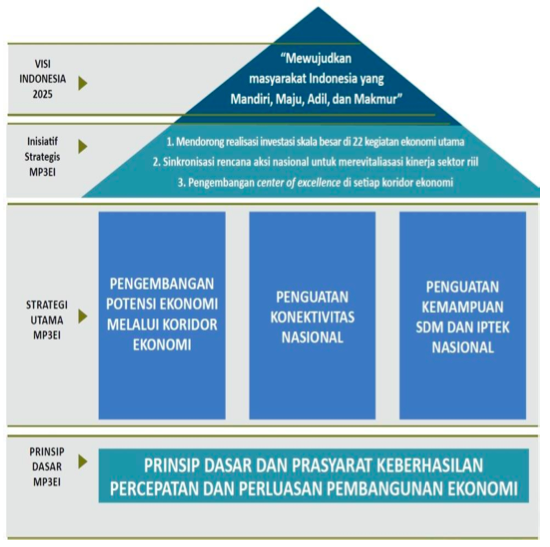 VISI
INDONESIA
2025
“Mewujudkan
masyarakat Indonesia yang
Mandiri, Maju, Adil, dan Makmur”
Inisiatif
Strategis
MP3EI
1. Mendorong realisasi investasi skala besar di 22 kegiatan ekonomi utama
2. Sinkronisasi rencana aksi nasional untuk merevitaliasasi kinerja sektor riil
3. Pengembangan center of excellence di setiap koridor ekonomi
STRATEGI
UTAMA
MP3EI
PENGEMBANGAN
POTENSI EKONOMI
MELALUI KORIDOR
EKONOMI
PENGUATAN
KONEKTIVITAS
NASIONAL
PENGUATAN
KEMAMPUAN
SDM DAN IPTEK
NASIONAL
PRINSIP
DASAR
MP3EI
PRINSIP DASAR DAN PRASYARAT KEBERHASILAN
PERCEPATAN DAN PERLUASAN PEMBANGUNAN EKONOMI